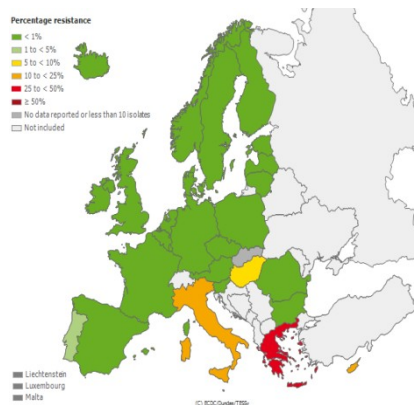 Percentage resistance
< 1%
1 to < 5%
5 to < 10%
10 to < 25%
25 to < 50%
≥ 50%
No data reported or less than 10 isolates
Not included
Liechtenstein
Luxembourg
Malta
(C) ECDC/Dundas/TESSy